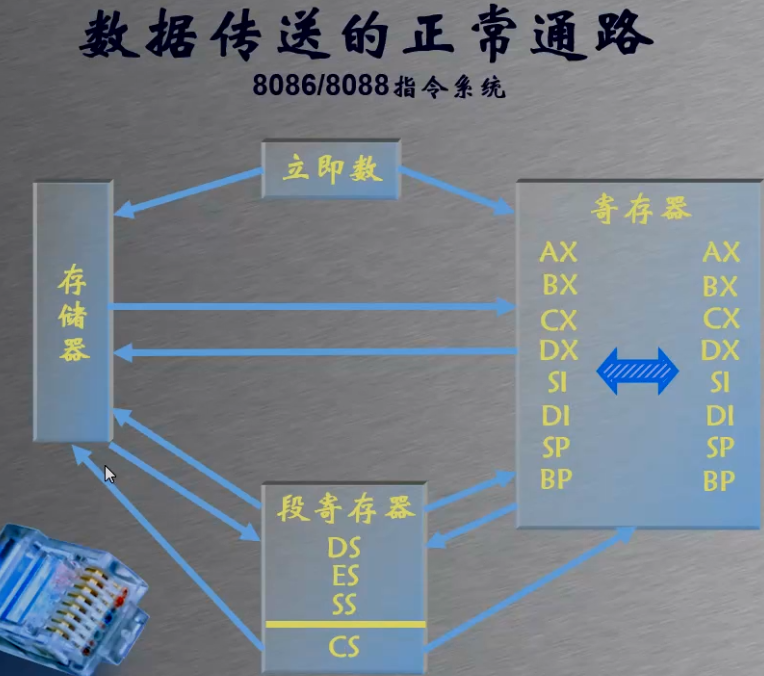 数据传送的正常通路
8086/8088指令系统
立即数
存储器
寄存器
AX AX
BX BX
CX CX
DX DX
SI SI
DI DI
SP SP
BP BP
段寄存器
DS
ES
SS
CS